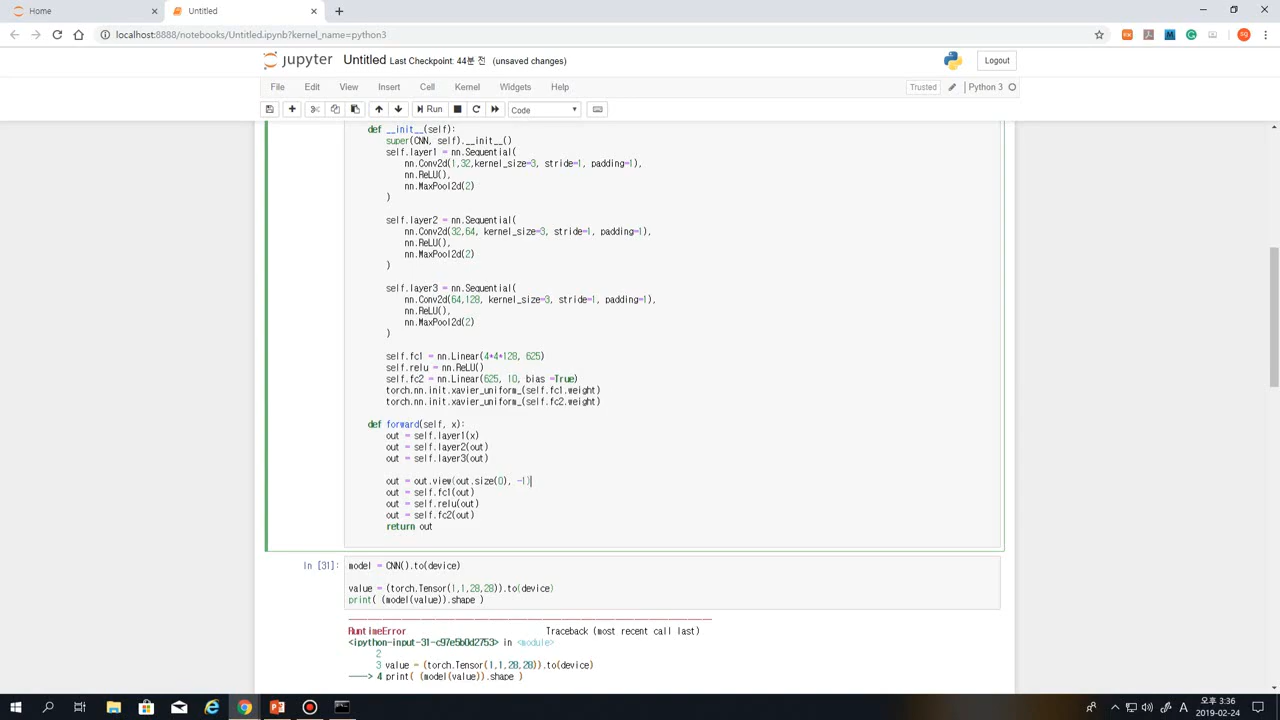 Home
Untitled
localhost:8888/notebooks/Untitled.ipynb?kernel_name=python3
jupyter Untitled Last Checkpoint: 44분 전 (unsaved changes)
Logout
File Edit View Insert Cell Kernel Widgets Help
Trusted
Python 3
Run
Code
def __init__(self):
super(CNN, self).__init__()
self.layer1 = nn.Sequential(
nn.Conv2d(1,32,kernel_size=3, stride=1, padding=1),
nn.ReLU(),
nn.MaxPool2d(2)
)
self.layer2 = nn.Sequential(
nn.Conv2d(32,64, kernel_size=3, stride=1, padding=1),
nn.ReLU(),
nn.MaxPool2d(2)
)
self.layer3 = nn.Sequential(
nn.Conv2d(64,128, kernel_size=3, stride=1, padding=1),
nn.ReLU(),
nn.MaxPool2d(2)
)
self.fc1 = nn.Linear(4*4*128, 625)
self.relu = nn.ReLU()
self.fc2 = nn.Linear(625, 10, bias =True)
torch.nn.init.xavier_uniform_(self.fc1.weight)
torch.nn.init.xavier_uniform_(self.fc2.weight)
def forward(self, x):
out = self.layer1(x)
out = self.layer2(out)
out = self.layer3(out)
out = out.view(out.size(0), -1)
out = self.fc1(out)
out = self.relu(out)
out = self.fc2(out)
return out
In [31]:
model = CNN().to(device)
value = (torch.Tensor(1,1,28,28)).to(device)
print( (model(value)).shape )
RuntimeError Traceback (most recent call last)
<ipython-input-31-c97e5b0d2753> in <module>
2
3 value = (torch.Tensor(1,1,28,28)).to(device)
----> 4 print( (model(value)).shape )
A
오후 3:36
2019-02-24